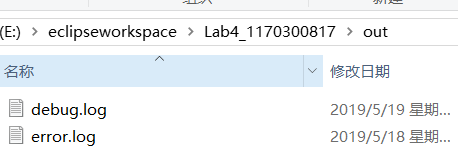 (E:) > eclipseworkspace > Lab4_1170300817 > out
名称 修改日期
debug.log 2019/5/19 星期...
error.log 2019/5/18 星期...